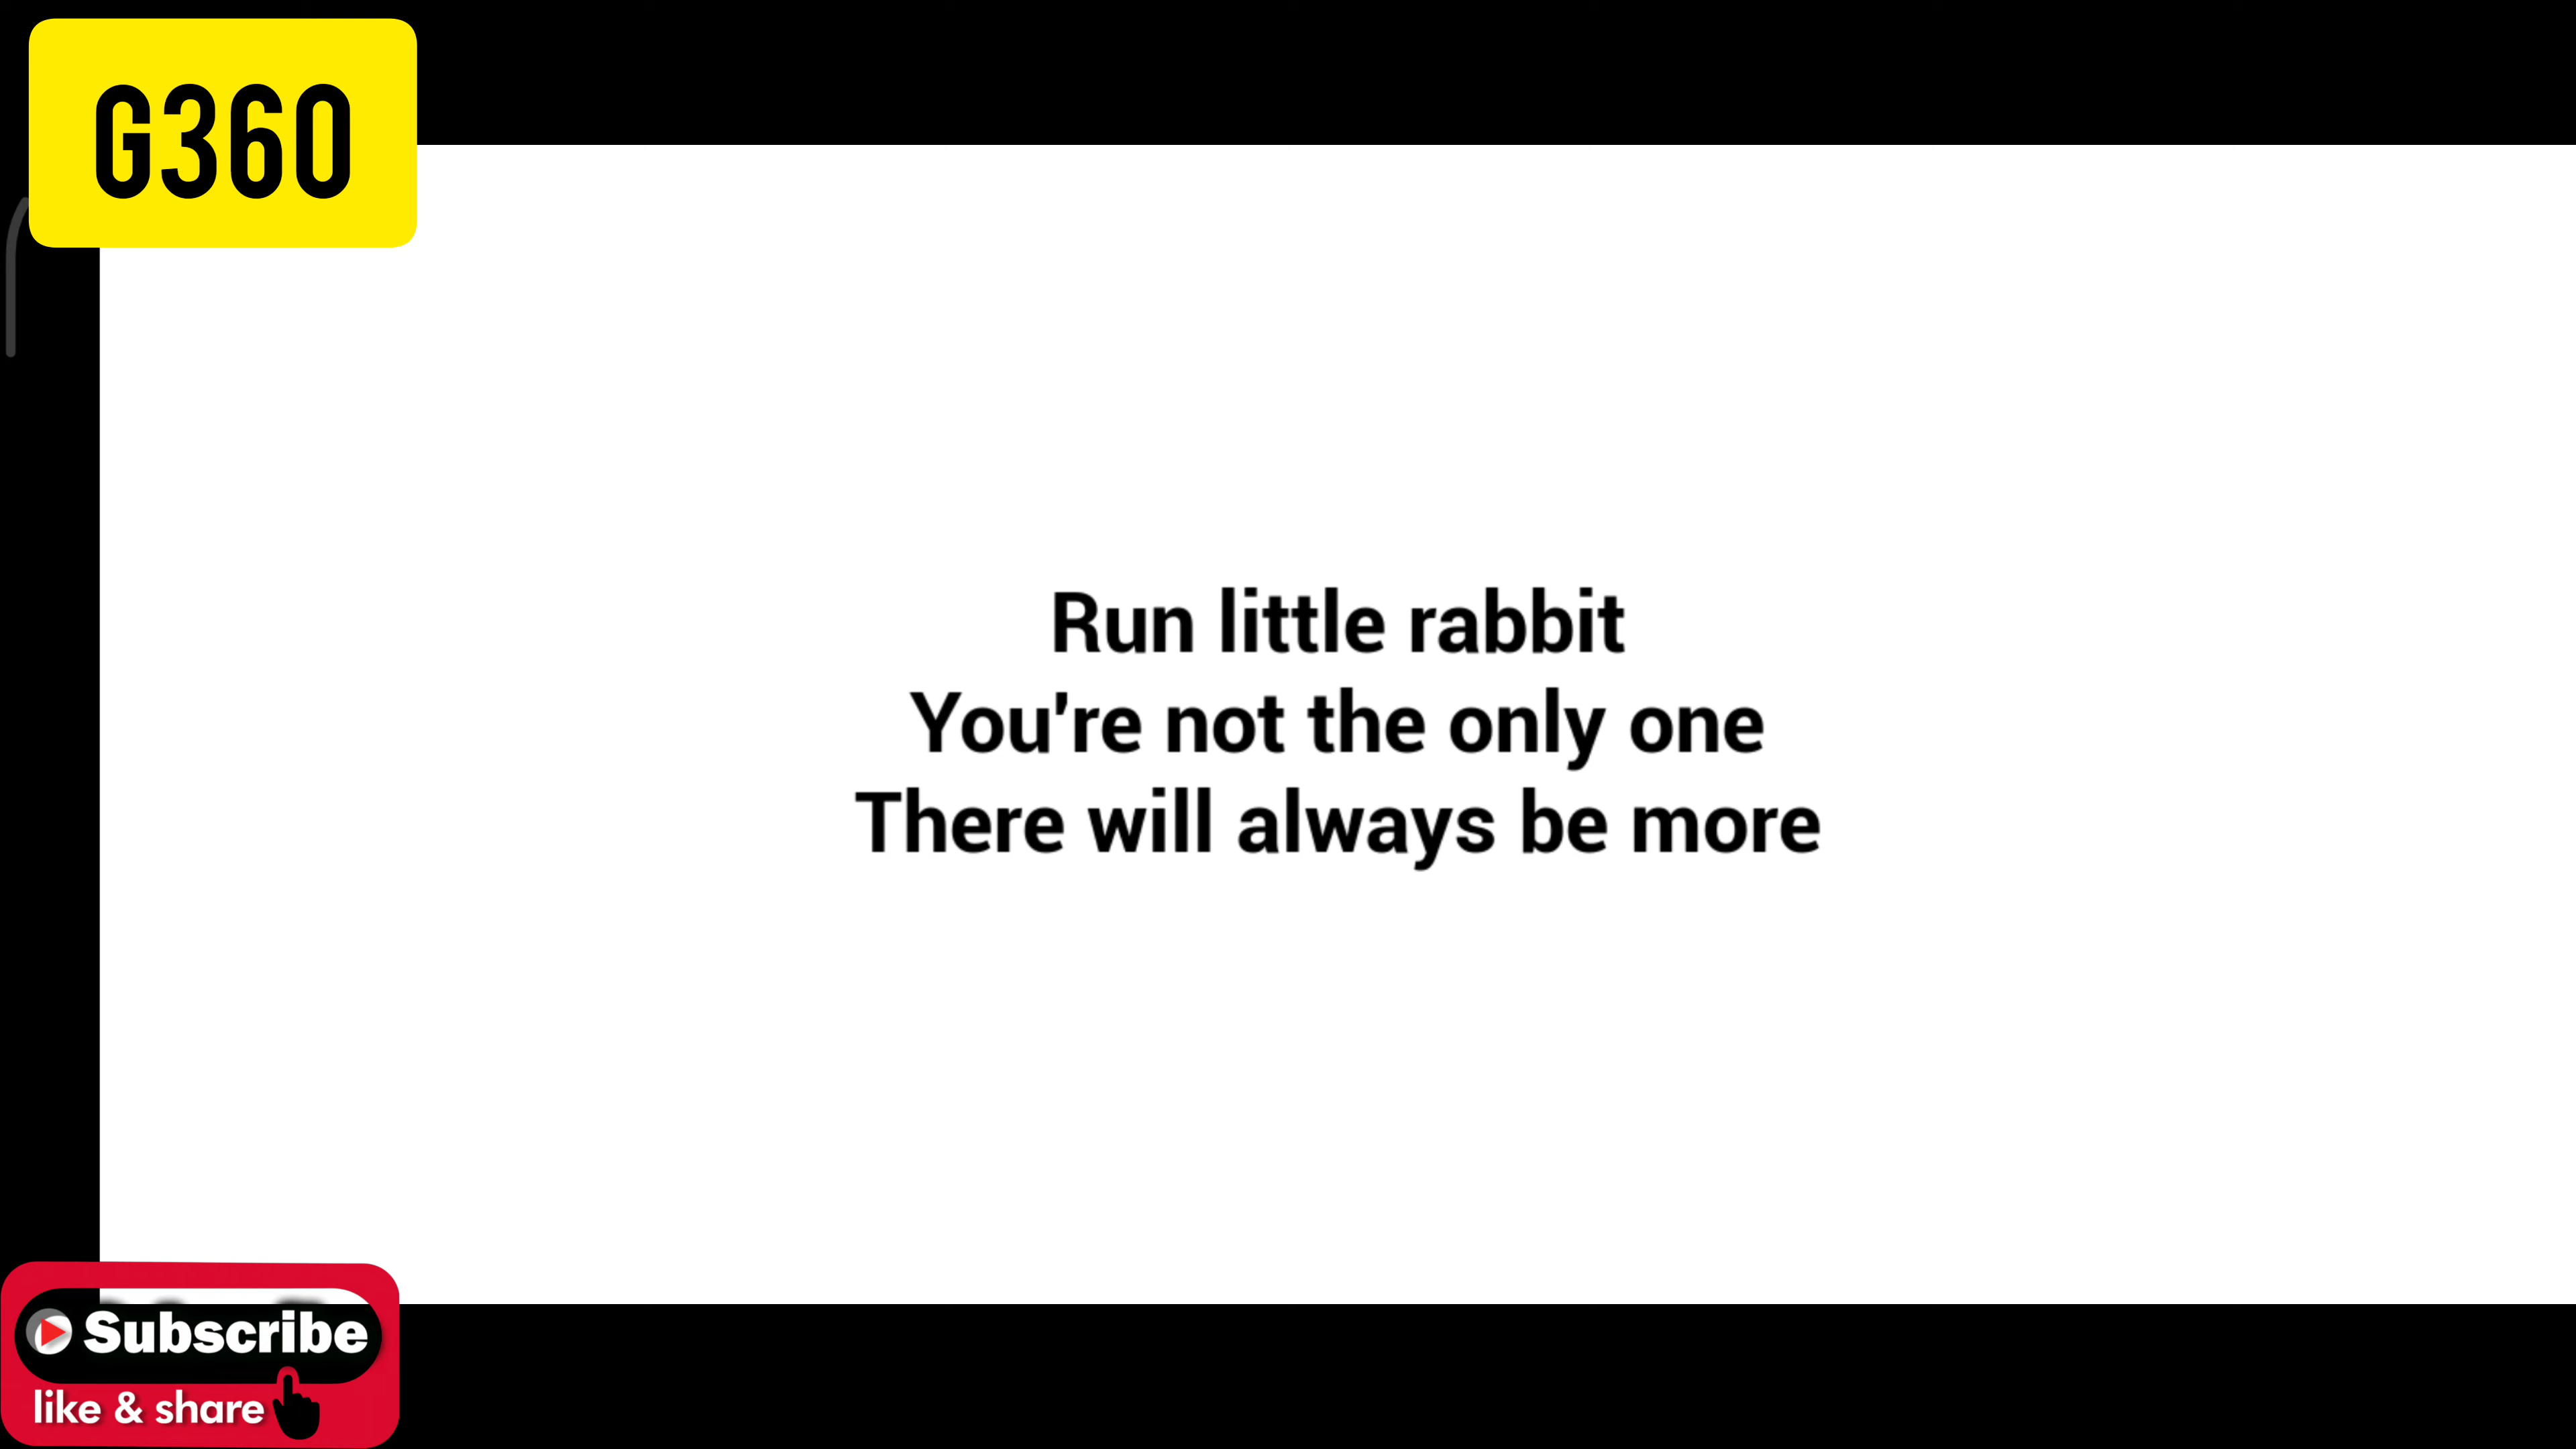 G360
Run little rabbit
You're not the only one
There will always be more
Subscribe
like & share